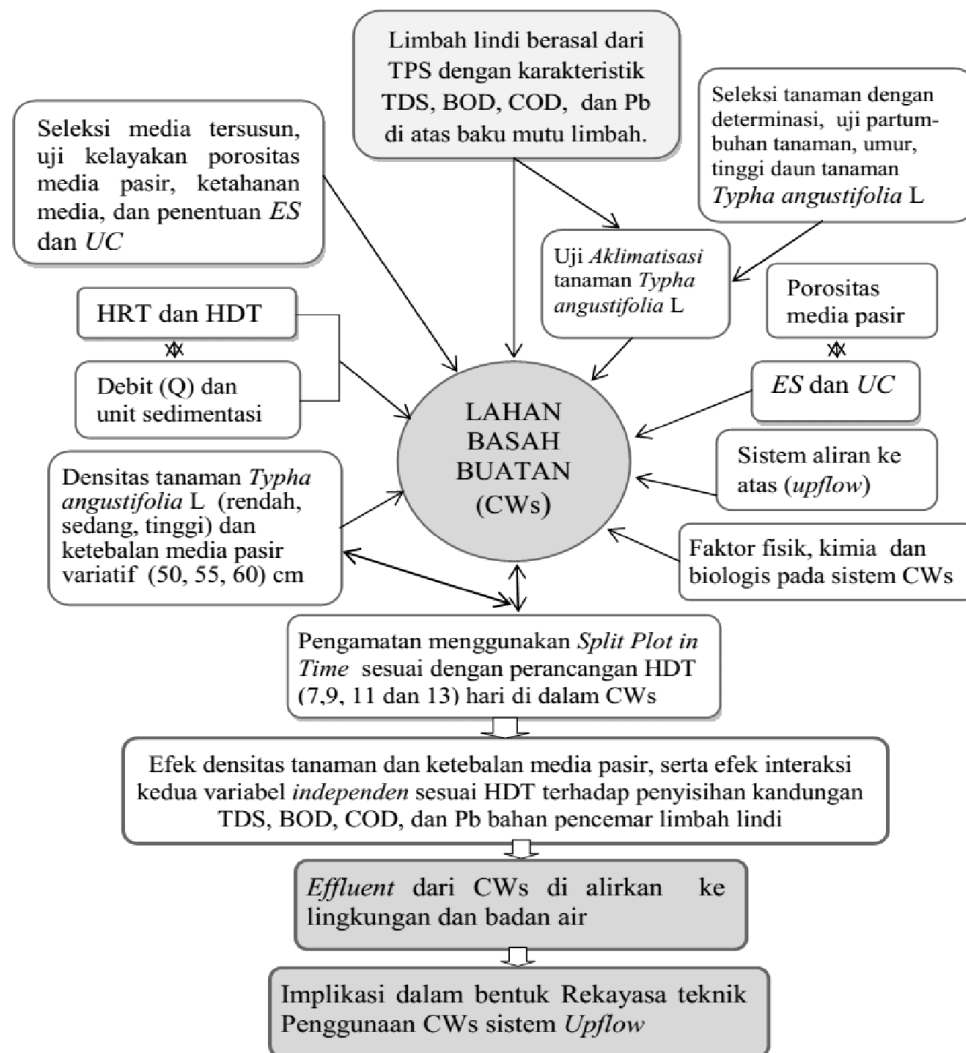 Limbah lindi berasal dari
TPS dengan karakteristik
TDS, BOD, COD, dan Pb
di atas baku mutu limbah.
Seleksi media tersusun,
uji kelayakan porositas
media pasir, ketahanan
media, dan penentuan ES
dan UC
Seleksi tanaman dengan
determinasi, uji partum-
buhan tanaman, umur,
tinggi daun tanaman
Typha angustifolia L
Uji Aklimatisasi
tanaman Typha
angustifolia L
HRT dan HDT
Debit (Q) dan
unit sedimentasi
Porositas
media pasir
ES dan UC
LAHAN
BASAH
BUATAN
(CWs)
Sistem aliran ke
atas (upflow)
Densitas tanaman Typha
angustifolia L (rendah,
sedang, tinggi) dan
ketebalan media pasir
variatif (50, 55, 60) cm
Faktor fisik, kimia dan
biologis pada sistem CWs
Pengamatan menggunakan Split Plot in
Time sesuai dengan perancangan HDT
(7,9, 11 dan 13) hari di dalam CWs
Efek densitas tanaman dan ketebalan media pasir, serta efek interaksi
kedua variabel independen sesuai HDT terhadap penyisihan kandungan
TDS, BOD, COD, dan Pb bahan pencemar limbah lindi
Effluent dari CWs di alirkan ke
lingkungan dan badan air
Implikasi dalam bentuk Rekayasa teknik
Penggunaan CWs sistem Upflow